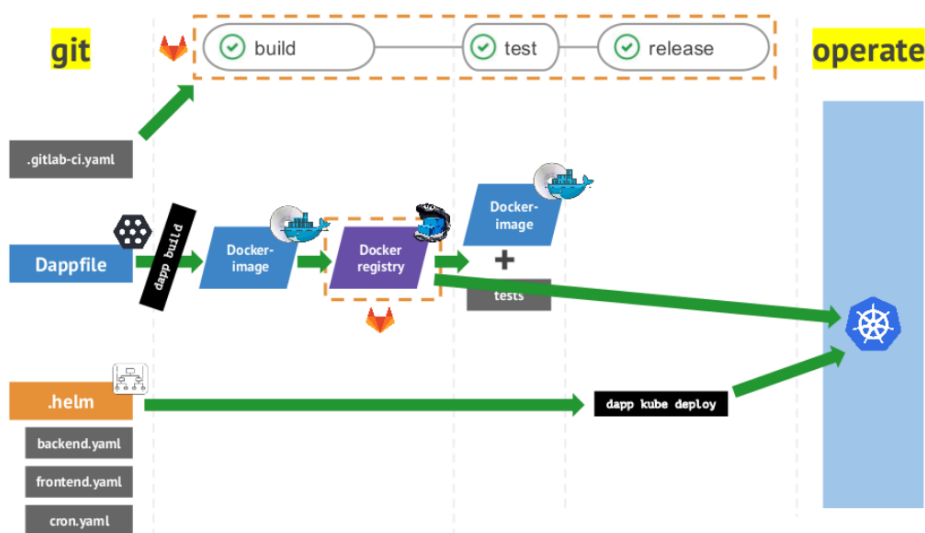 git
build
test
release
operate
.gitlab-ci.yaml
Dappfile
dapp build
Docker-
image
Docker
registry
Docker-
image
+
tests
.helm
dapp kube deploy
backend.yaml
frontend.yaml
cron.yaml